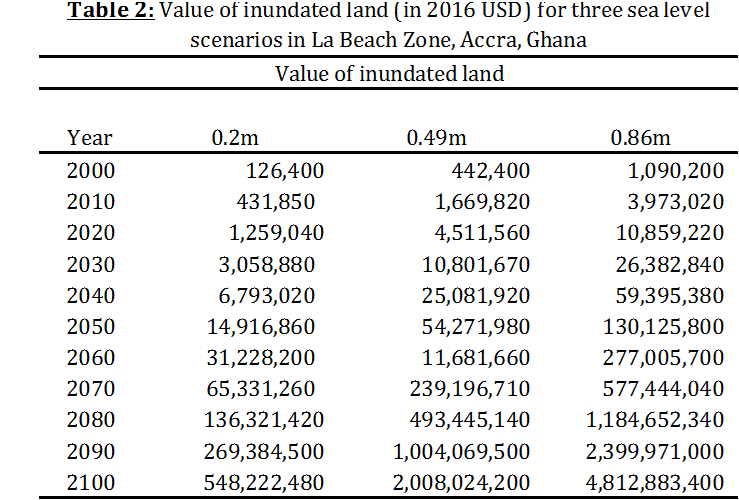 Table 2: Value of inundated land (in 2016 USD) for three sea level
scenarios in La Beach Zone, Accra, Ghana
Value of inundated land
Year 0.2m 0.49m 0.86m
2000 126,400 442,400 1,090,200
2010 431,850 1,669,820 3,973,020
2020 1,259,040 4,511,560 10,859,220
2030 3,058,880 10,801,670 26,382,840
2040 6,793,020 25,081,920 59,395,380
2050 14,916,860 54,271,980 130,125,800
2060 31,228,200 11,681,660 277,005,700
2070 65,331,260 239,196,710 577,444,040
2080 136,321,420 493,445,140 1,184,652,340
2090 269,384,500 1,004,069,500 2,399,971,000
2100 548,222,480 2,008,024,200 4,812,883,400